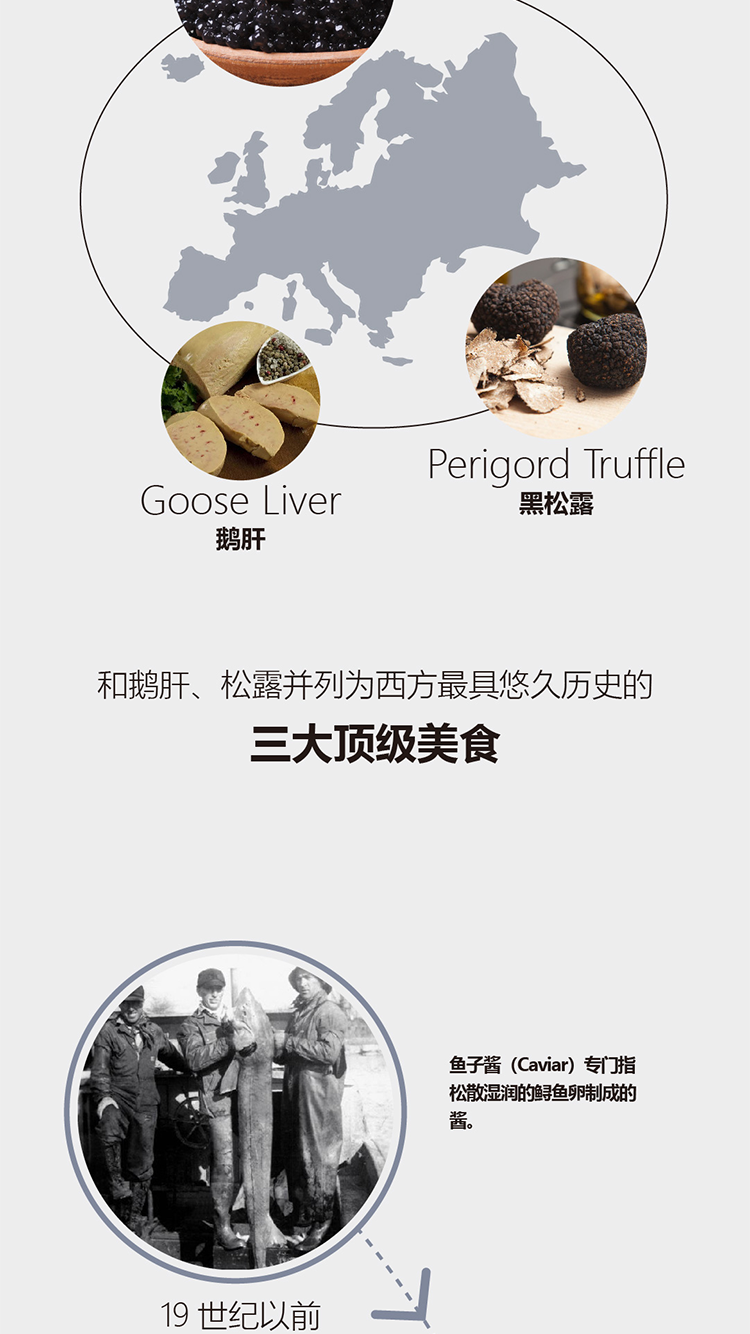 Perigord Truffle
黑松露
Goose Liver
鹅肝
和鹅肝、松露并列为西方最具悠久历史的
三大顶级美食
鱼子酱（Caviar）专门指
松散湿润的鲟鱼卵制成的
酱。
19 世纪以前